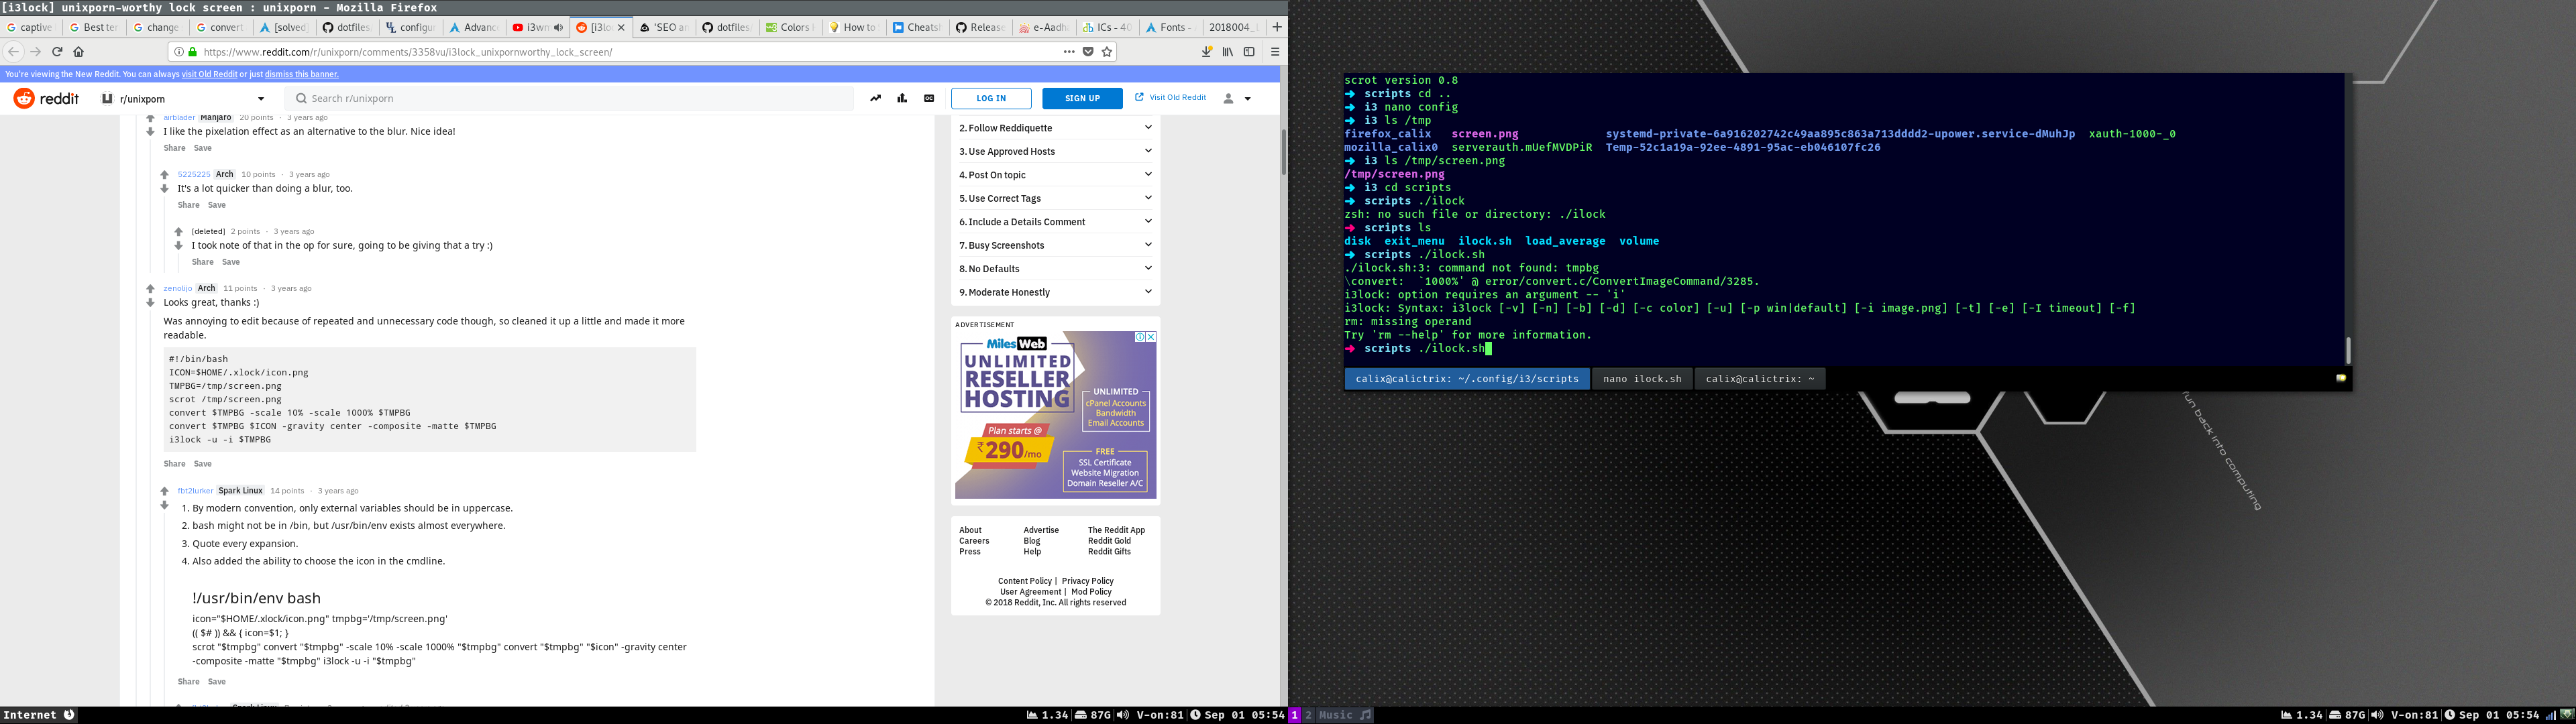 [i3lock] unixporn-worthy lock screen : unixporn - Mozilla Firefox
captive
Best ter
change
convert
[solved]
dotfiles,
configu
Advanc
i3wm
[i3lo
'SEO ar
dotfiles,
Colors
How to
Cheatsh
Release
e-Aadh
ICs - 40
Fonts -
2018004_
https://www.reddit.com/r/unixporn/comments/3358vu/i3lock_unixpornworthy_lock_screen/
You're viewing the New Reddit. You can always visit Old Reddit or just dismiss this banner.
reddit
r/unixporn
Search r/unixporn
LOG IN
SIGN UP
Visit Old Reddit
airblader Manjaro 20 points · 3 years ago
I like the pixelation effect as an alternative to the blur. Nice idea!
Share Save
5225225 Arch 10 points · 3 years ago
It's a lot quicker than doing a blur, too.
Share Save
[deleted] 2 points · 3 years ago
I took note of that in the op for sure, going to be giving that a try :)
Share Save
zenolijo Arch 11 points · 3 years ago
Looks great, thanks :)
Was annoying to edit because of repeated and unnecessary code though, so cleaned it up a little and made it more
readable.
#!/bin/bash
ICON=$HOME/.xlock/icon.png
TMPBG=/tmp/screen.png
scrot /tmp/screen.png
convert $TMPBG -scale 10% -scale 1000% $TMPBG
convert $TMPBG $ICON -gravity center -composite -matte $TMPBG
i3lock -u -i $TMPBG
Share Save
fbt2lurker Spark Linux 14 points · 3 years ago
1. By modern convention, only external variables should be in uppercase.
2. bash might not be in /bin, but /usr/bin/env exists almost everywhere.
3. Quote every expansion.
4. Also added the ability to choose the icon in the cmdline.
!/usr/bin/env bash
icon="$HOME/.xlock/icon.png" tmpbg='/tmp/screen.png'
(( $# )) && { icon=$1; }
scrot "$tmpbg" convert "$tmpbg" -scale 10% -scale 1000% "$tmpbg" convert "$tmpbg" "$icon" -gravity center
-composite -matte "$tmpbg" i3lock -u -i "$tmpbg"
Share Save
2. Follow Reddiquette
3. Use Approved Hosts
4. Post On topic
5. Use Correct Tags
6. Include a Details Comment
7. Busy Screenshots
8. No Defaults
9. Moderate Honestly
ADVERTISEMENT
MilesWeb
UNLIMITED
RESELLER
HOSTING
Plan starts @
₹290/mo
UNLIMITED
cPanel Accounts
Bandwidth
Email Accounts
FREE
SSL Certificate
Website Migration
Domain Reseller A/C
About Advertise The Reddit App
Careers Blog Reddit Gold
Press Help Reddit Gifts
Content Policy | Privacy Policy
User Agreement | Mod Policy
© 2018 Reddit, Inc. All rights reserved
Internet
1.34 87G V-on:81 Sep 01 05:54
scrot version 0.8
➜ scripts cd ..
➜ i3 nano config
➜ i3 ls /tmp
firefox_calix screen.png systemd-private-6a916202742c49aa895c863a713dddd2-upower.service-dMuhJp xauth-1000-_0
mozilla_calix0 serverauth.mUefMVDPiR Temp-52c1a19a-92ee-4891-95ac-eb046107fc26
➜ i3 ls /tmp/screen.png
/tmp/screen.png
➜ i3 cd scripts
➜ scripts ./ilock
zsh: no such file or directory: ./ilock
➜ scripts ls
disk exit_menu ilock.sh load_average volume
➜ scripts ./ilock.sh
./ilock.sh:3: command not found: tmpbg
\convert: `1000%' @ error/convert.c/ConvertImageCommand/3285.
i3lock: option requires an argument -- 'i'
i3lock: Syntax: i3lock [-v] [-n] [-b] [-d] [-c color] [-u] [-p win|default] [-i image.png] [-t] [-e] [-I timeout] [-f]
rm: missing operand
Try 'rm --help' for more information.
➜ scripts ./ilock.sh
calix@calictrix: ~/.config/i3/scripts
nano ilock.sh
calix@calictrix: ~
run back into computing
1 2 Music
1.34 87G V-on:81 Sep 01 05:54